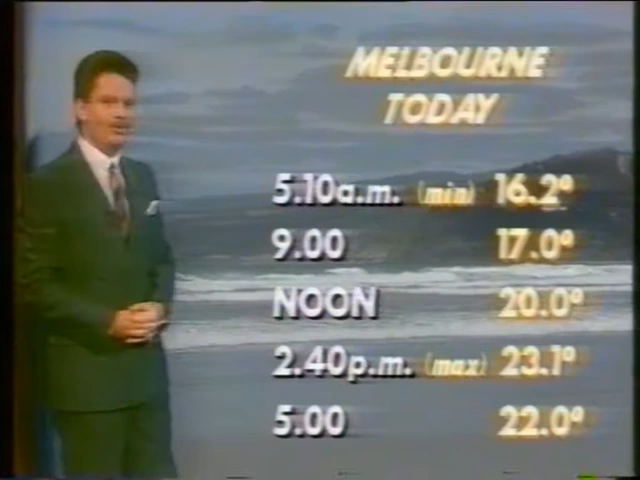 MELBOURNE
TODAY
5.10a.m. (min) 16.2°
9.00 17.0°
NOON 20.0°
2.40p.m. (max) 23.1°
5.00 22.0°